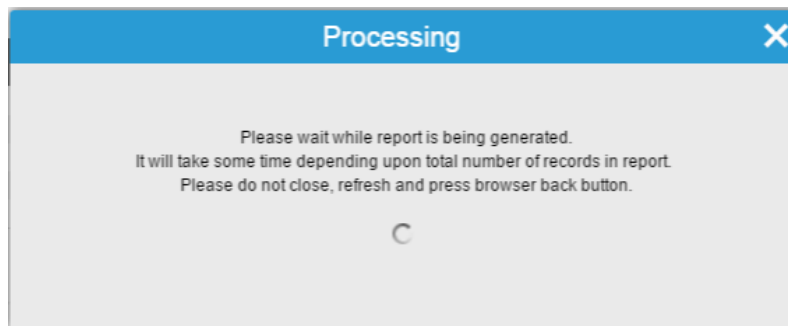 Processing
Please wait while report is being generated.
It will take some time depending upon total number of records in report.
Please do not close, refresh and press browser back button.